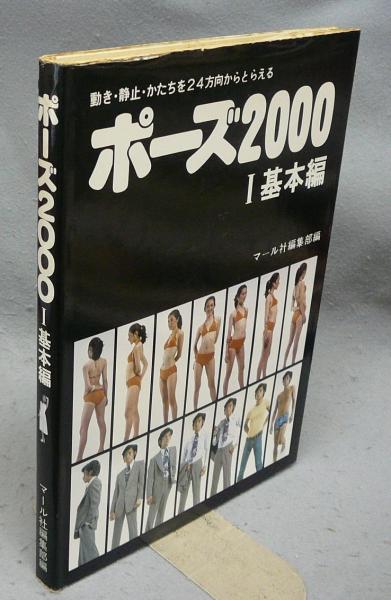 動き・静止・かたちを24方向からとらえる
ポーズ2000
I 基本編
マール社編集部編
ポーズ2000 I 基本編 マール社編集部編